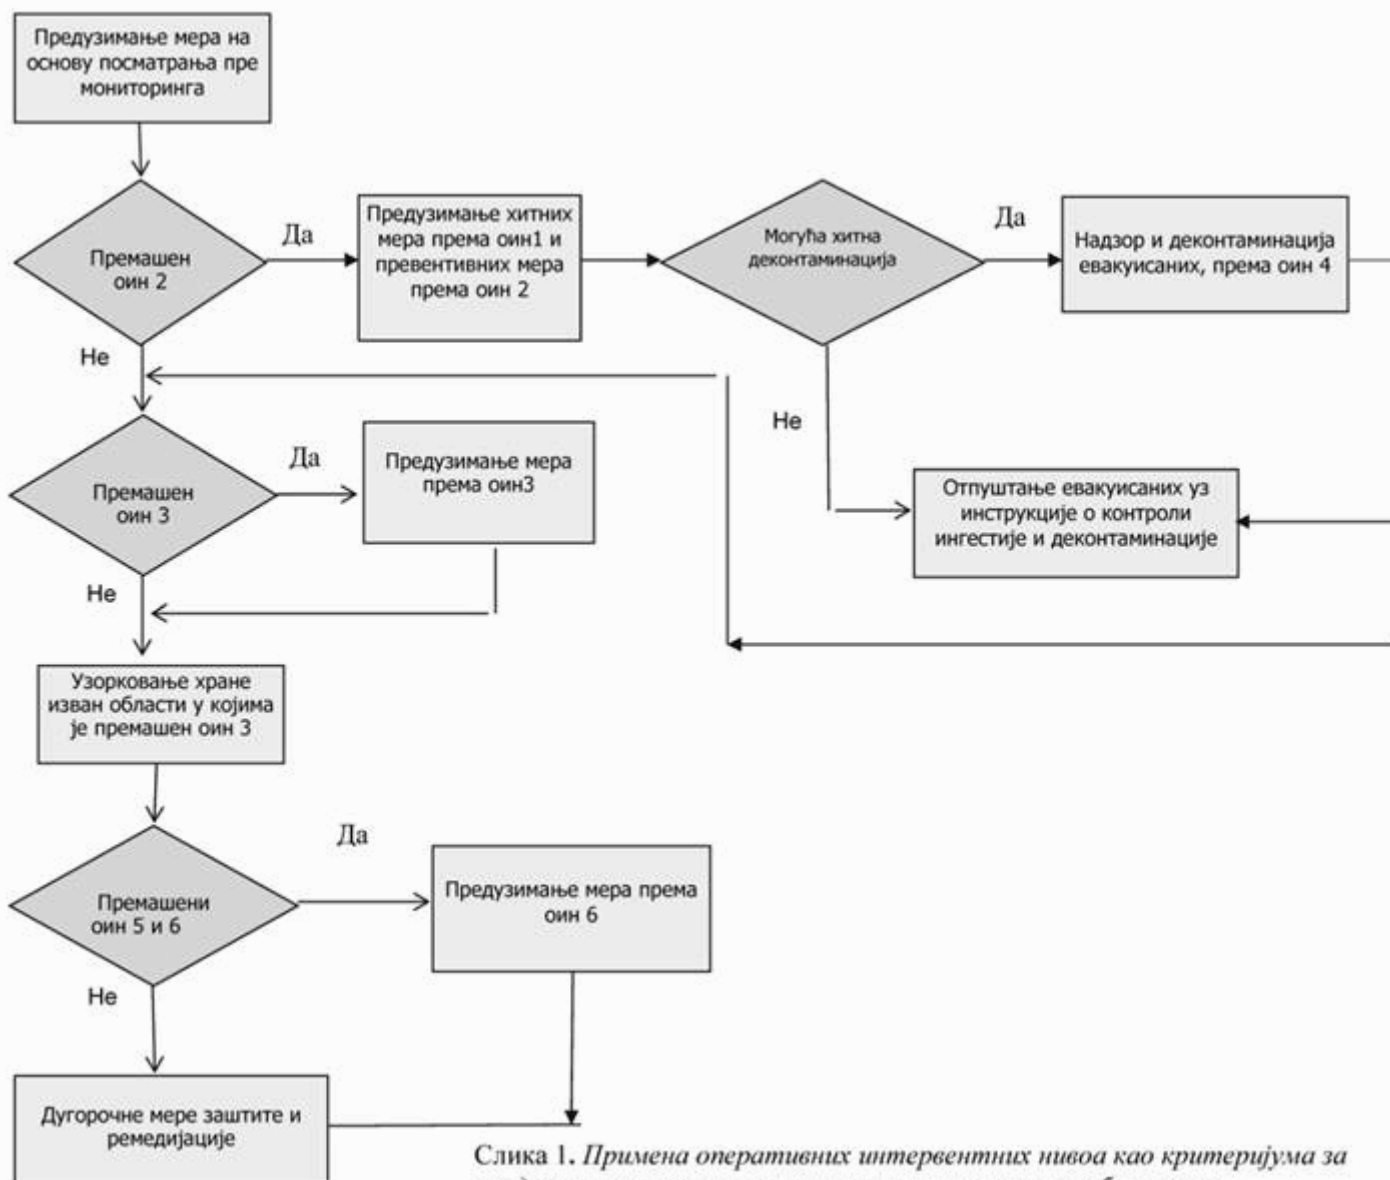 Предузимање мера на
основу посматрања пре
мониторинга
Премашен
оин 2
Да
Предузимање хитних
мера према оин1 и
превентивних мера
према оин 2
Могућа хитна
деконтаминација
Да
Надзор и деконтаминација
евакуисаних, према оин 4
Не
Не
Премашен
оин 3
Да
Предузимање мера
према оин3
Отпуштање евакуисаних уз
инструкције о контроли
ингестије и деконтаминације
Не
Узорковање хране
изван области у којима
је премашен оин 3
Премашени
оин 5 и 6
Да
Предузимање мера према
оин 6
Не
Дугорочне мере заштите и
ремедијације
Слика 1. Примена оперативних интервентних нивоа као критеријума за